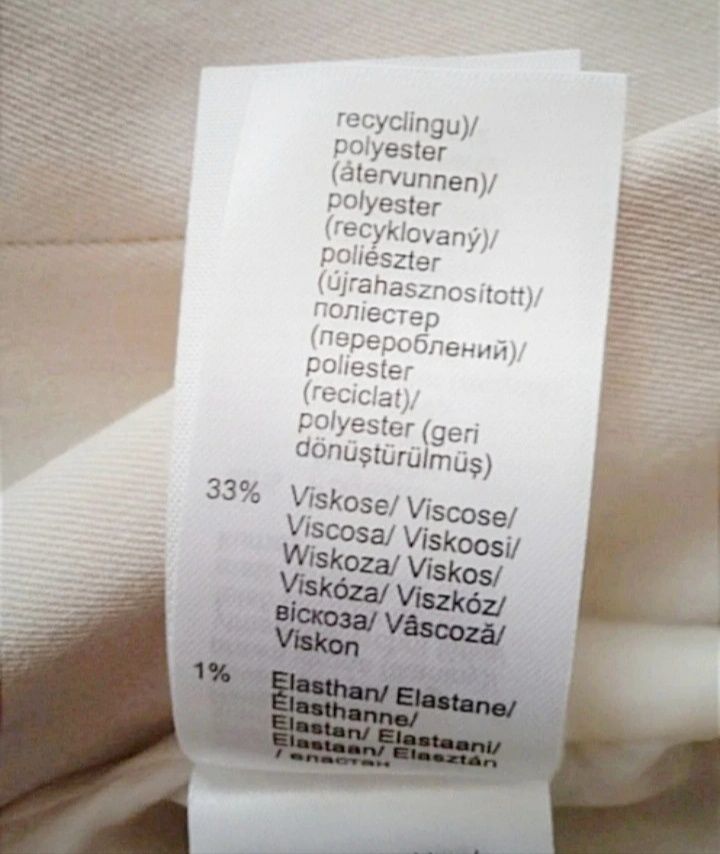 recyclingu)/
polyester
(återvunnen)/
polyester
(recyklovaný)/
poliészter
(újrahasznosított)/
поліестер
(перероблений)/
poliester
(reciclat)/
polyester (geri
dönüştürülmüş)
33% Viskose/ Viscose/
Viscosa/ Viskoosi/
Wiskoza/ Viskos/
Viskóza/ Viszkóz/
віскоза/ Vâscoză/
Viskon
1% Elasthan/ Elastane/
Élasthanne/
Elastan/ Elastaani/
Elastaan/ Elasztán
/ еластан